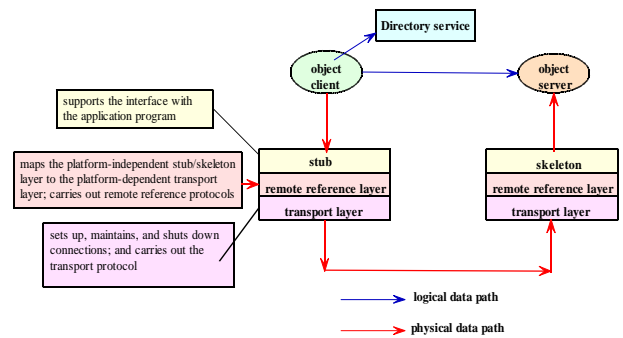 Directory service
object
client
object
server
supports the interface with
the application program
maps the platform-independent stub/skeleton
layer to the platform-dependent transport
layer; carries out remote reference protocols
sets up, maintains, and shuts down
connections; and carries out the
transport protocol
stub
remote reference layer
transport layer
skeleton
remote reference layer
transport layer
logical data path
physical data path